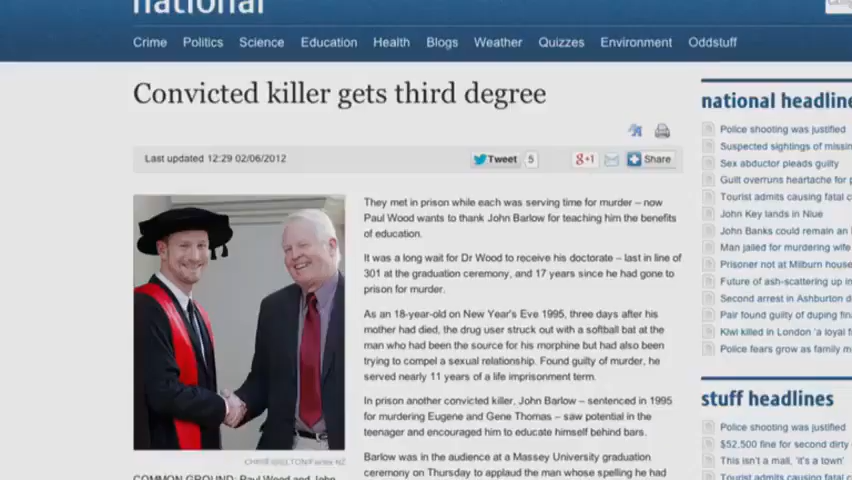 national
Crime Politics Science Education Health Blogs Weather Quizzes Environment Oddstuff
Convicted killer gets third degree
Last updated 12:29 02/06/2012
Tweet 5 g+1 Share
They met in prison while each was serving time for murder – now
Paul Wood wants to thank John Barlow for teaching him the benefits
of education.
It was a long wait for Dr Wood to receive his doctorate – last in line of
301 at the graduation ceremony, and 17 years since he had gone to
prison for murder.
As an 18-year-old on New Year's Eve 1995, three days after his
mother had died, the drug user struck out with a softball bat at the
man who had been the source for his morphine but had also been
trying to compel a sexual relationship. Found guilty of murder, he
served nearly 11 years of a life imprisonment term.
In prison another convicted killer, John Barlow – sentenced in 1995
for murdering Eugene and Gene Thomas – saw potential in the
teenager and encouraged him to educate himself behind bars.
Barlow was in the audience at a Massey University graduation
ceremony on Thursday to applaud the man whose spelling he had
COMMON GROUND: Paul Wood and John
national headline
Police shooting was justified
Suspected sightings of missin
Sex abductor pleads guilty
Guilt overruns heartache for
Tourist admits causing fatal c
John Key lands in Niue
John Banks could remain an
Man jailed for murdering wife
Prisoner not at Milburn house
Future of ash-scattering up in
Second arrest in Ashburton d
Pair found guilty of duping fin
Kiwi killed in London 'a loyal f
Police fears grow as family m
stuff headlines
Police shooting was justified
$52,500 fine for second dirty
This isn't a mall, 'it's a town'
Tourist admits causing fatal c